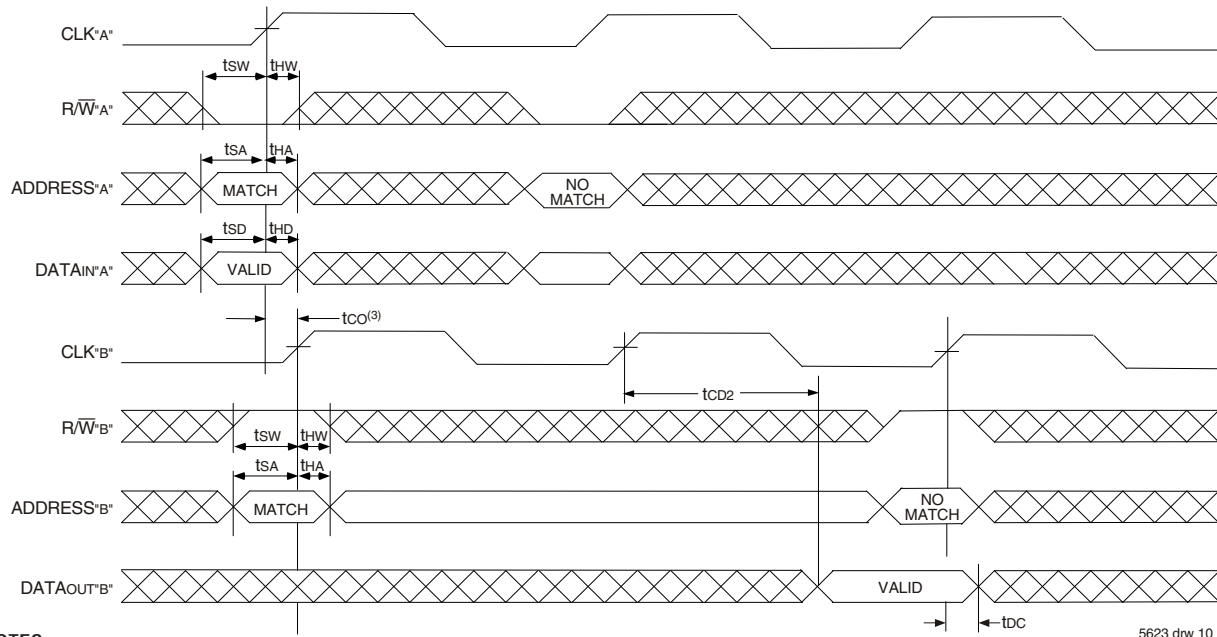 CLK"A"
tSW tHW
R/W̅"A"
tSA tHA
ADDRESS"A" MATCH NO MATCH
tSD tHD
DATAIN"A" VALID
tCO(3)
CLK"B"
tCD2
R/W̅"B"
tSW tHW
tSA tHA
ADDRESS"B" MATCH NO MATCH
DATAOUT"B" VALID
tDC
5623 drw 10